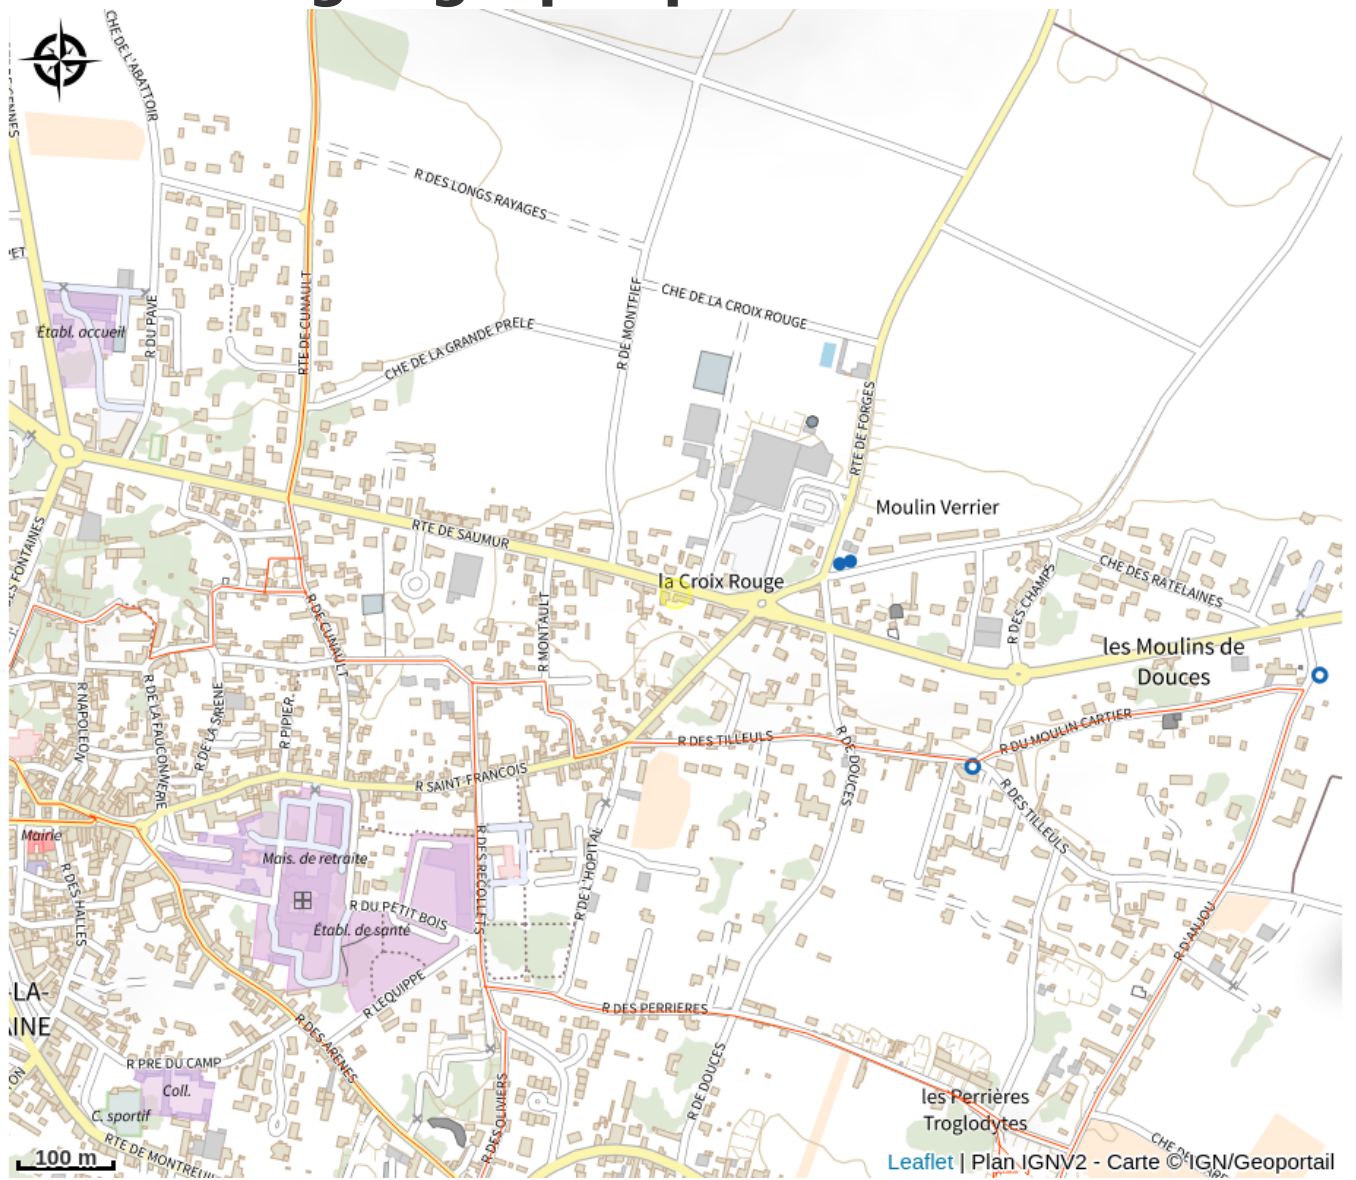 CHE DE L'ABATTOIR
R DES LONGS RAYAGES
R DE MONTFIEF
CHE DE LA CROIX ROUGE
RTE DE CUNAULT
CHE DE LA GRANDE PRELE
Établ. accueil
R DU PAVE
RTE DE FORGES
Moulin Verrier
RTE DE SAUMUR
la Croix Rouge
CHE DES RATELAINES
R DES CHAMPS
R DE CUNAULT
R MONTAULT
les Moulins de
Douces
R NAPOLEON
R DE LA FAUCONNERIE
R DE LA SIRENE
R PIPIER
R DES TILLEULS
R DU MOULIN CARTIER
R DE DOUCES
R SAINT-FRANCOIS
R DES TILLEULS
Mairie
Mais. de retraite
R DES RECOLLETS
R DE L'HOPITAL
R DES HALLES
R DU PETIT BOIS
Établ. de santé
R D'ANJOU
R LEQUIPPE
-LA-
R DES PERRIERES
R DES ARENES
R PRE DU CAMP
Coll.
C. sportif
R DES OLIVIERS
R DE DOUCES
les Perrières
Troglodytes
RTE DE MONTREUIL
100 m
Leaflet | Plan IGNV2 - Carte © IGN/Geoportail